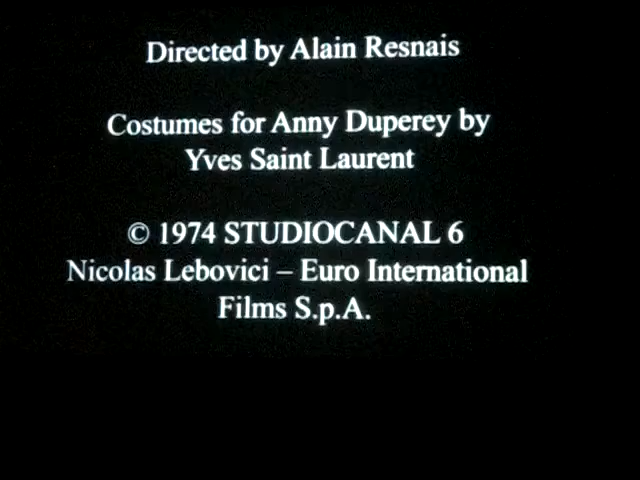 Directed by Alain Resnais
Costumes for Anny Duperey by
Yves Saint Laurent
© 1974 STUDIOCANAL 6
Nicolas Lebovici – Euro International
Films S.p.A.